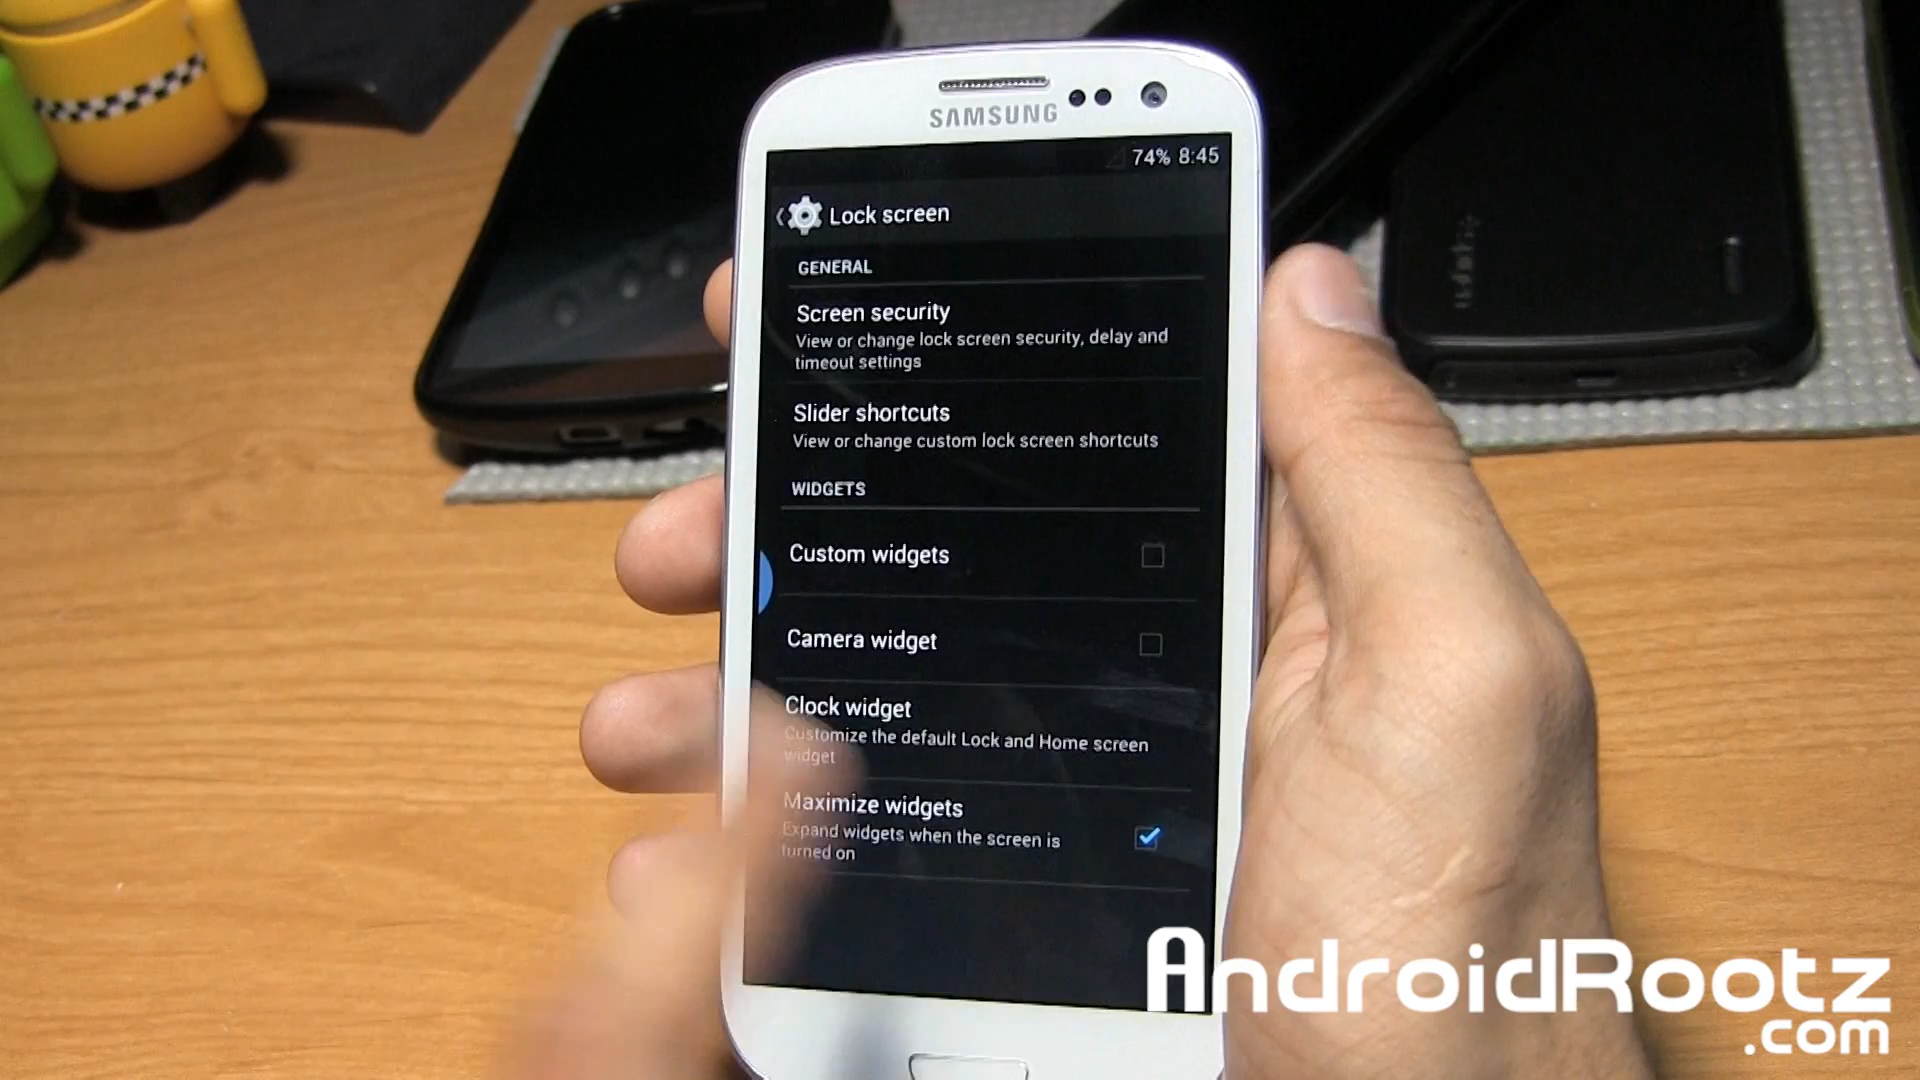 SAMSUNG
74% 8:45
Lock screen
GENERAL
Screen security
View or change lock screen security, delay and
timeout settings
Slider shortcuts
View or change custom lock screen shortcuts
WIDGETS
Custom widgets
Camera widget
Clock widget
Customize the default Lock and Home screen
widget
Maximize widgets
Expand widgets when the screen is
turned on
AndroidRootz
.com